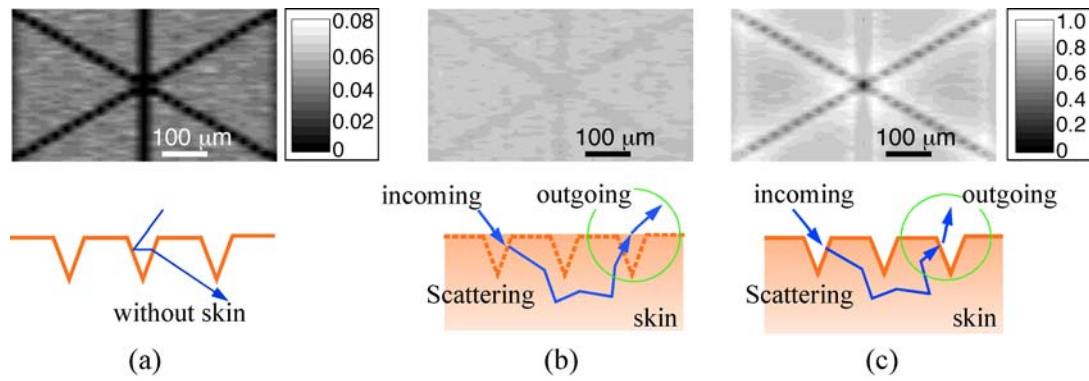 0.08
0.06
0.04
0.02
0
100 μm
100 μm
100 μm
1.0
0.8
0.6
0.4
0.2
0
without skin
(a)
incoming
outgoing
Scattering
skin
(b)
incoming
outgoing
Scattering
skin
(c)